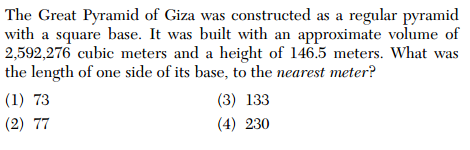 The Great Pyramid of Giza was constructed as a regular pyramid
with a square base. It was built with an approximate volume of
2,592,276 cubic meters and a height of 146.5 meters. What was
the length of one side of its base, to the nearest meter?
(1) 73 (3) 133
(2) 77 (4) 230